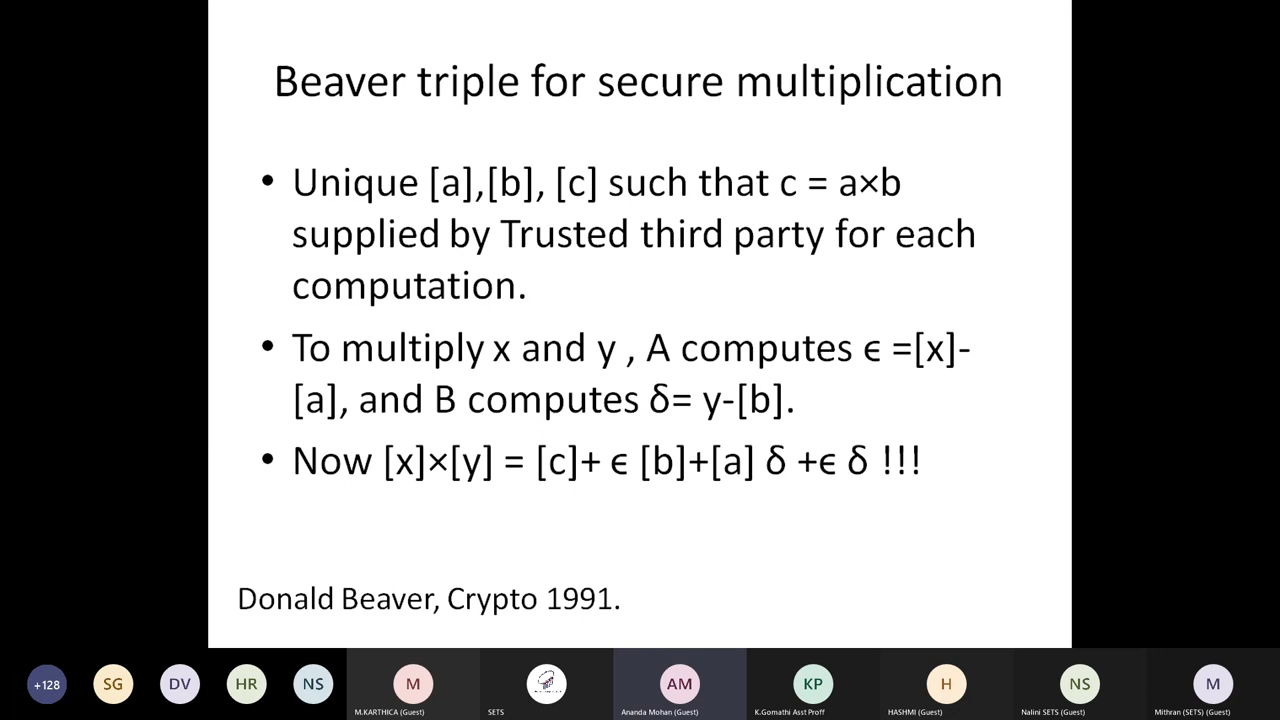 Beaver triple for secure multiplication
• Unique [a],[b], [c] such that c = a×b
supplied by Trusted third party for each
computation.
• To multiply x and y , A computes ϵ =[x]-
[a], and B computes δ= y-[b].
• Now [x]×[y] = [c]+ ϵ [b]+[a] δ +ϵ δ !!!
Donald Beaver, Crypto 1991.
+128 SG DV HR NS M AM KP H NS M
M.KARTHICA (Guest) SETS Ananda Mohan (Guest) K.Gomathi Asst Proff HASHMI (Guest) Nalini SETS (Guest) Mithran (SETS) (Guest)